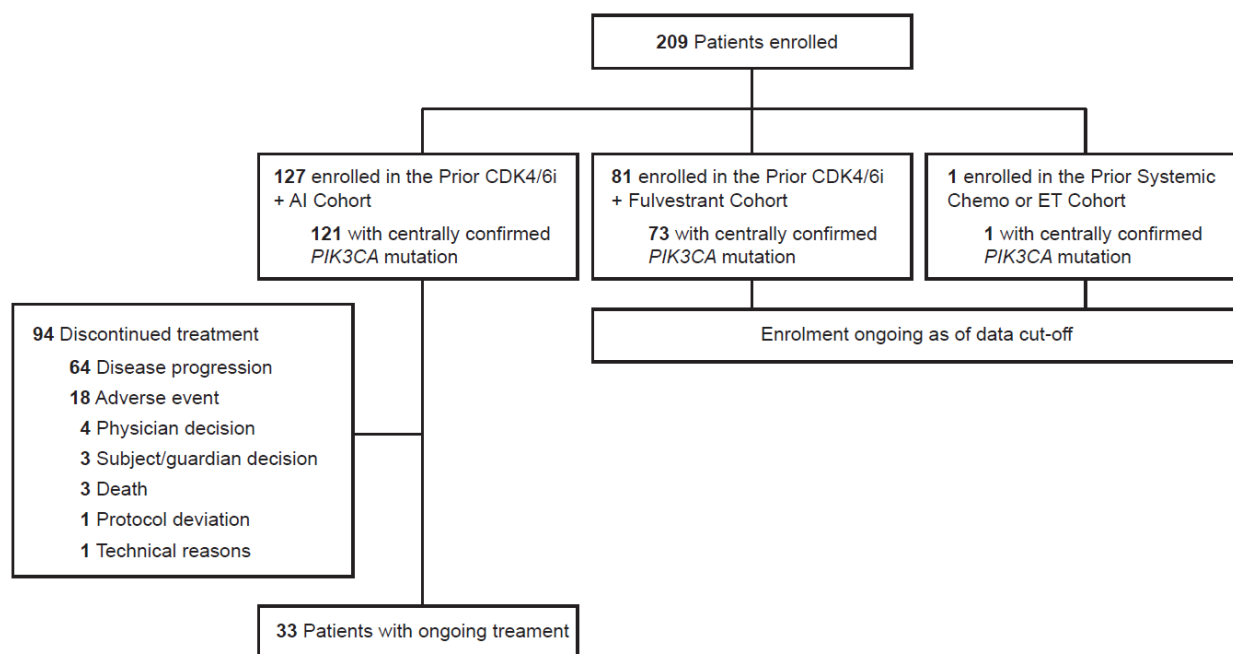 209 Patients enrolled
127 enrolled in the Prior CDK4/6i
+ AI Cohort
121 with centrally confirmed
PIK3CA mutation
81 enrolled in the Prior CDK4/6i
+ Fulvestrant Cohort
73 with centrally confirmed
PIK3CA mutation
1 enrolled in the Prior Systemic
Chemo or ET Cohort
1 with centrally confirmed
PIK3CA mutation
94 Discontinued treatment
64 Disease progression
18 Adverse event
4 Physician decision
3 Subject/guardian decision
3 Death
1 Protocol deviation
1 Technical reasons
Enrolment ongoing as of data cut-off
33 Patients with ongoing treament